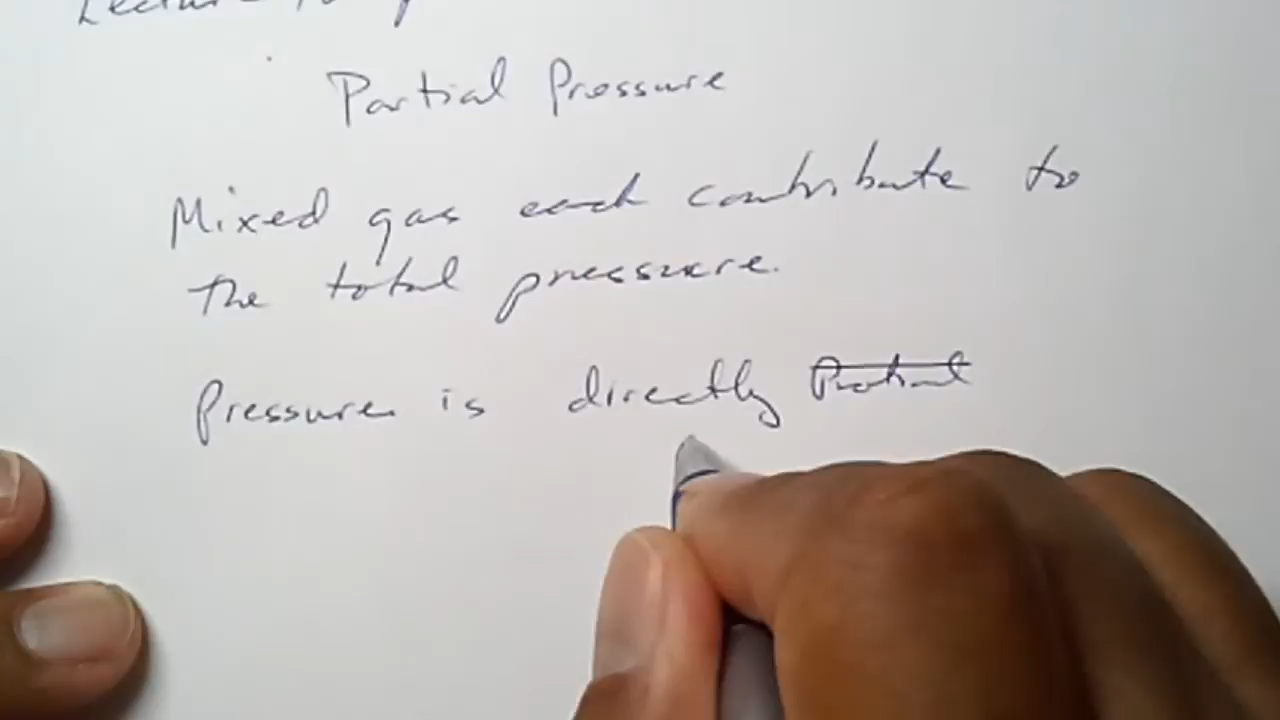 Partial Pressure
Mixed gas each contribute to
the total pressure.
Pressure is directly